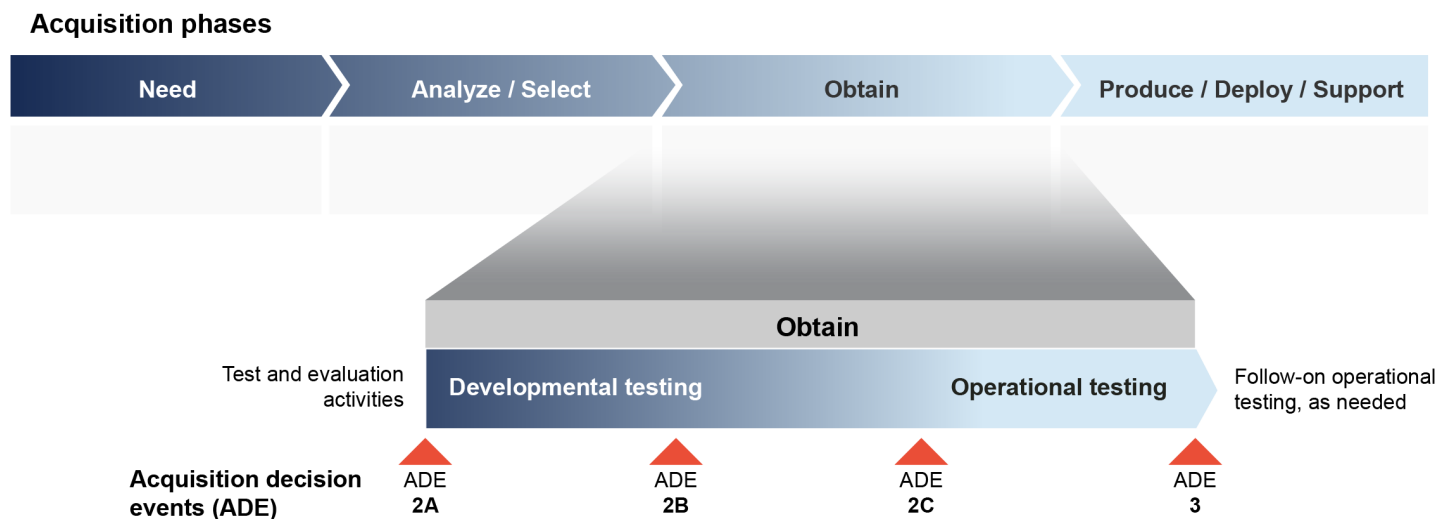 Acquisition phases
Need
Analyze / Select
Obtain
Produce / Deploy / Support
Obtain
Test and evaluation
activities
Developmental testing
Operational testing
Follow-on operational
testing, as needed
Acquisition decision
events (ADE)
ADE
2A
ADE
2B
ADE
2C
ADE
3